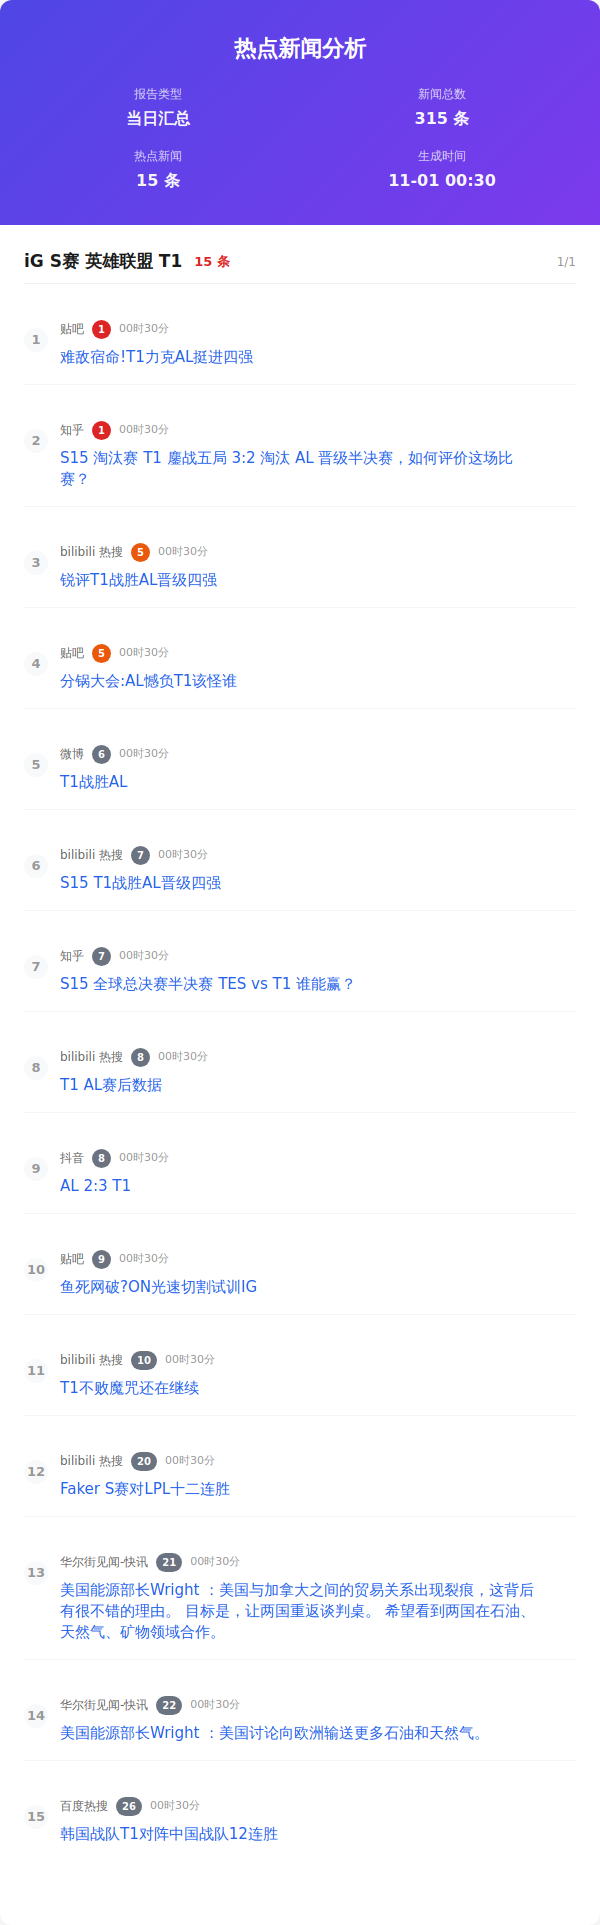 热点新闻分析
报告类型
当日汇总
新闻总数
315 条
热点新闻
15 条
生成时间
11-01 00:30
iG S赛 英雄联盟 T1 15 条 1/1
1
贴吧 1 00时30分
难敌宿命!T1力克AL挺进四强
2
知乎 1 00时30分
S15 淘汰赛 T1 鏖战五局 3:2 淘汰 AL 晋级半决赛，如何评价这场比
赛？
3
bilibili 热搜 5 00时30分
锐评T1战胜AL晋级四强
4
贴吧 5 00时30分
分锅大会:AL憾负T1该怪谁
5
微博 6 00时30分
T1战胜AL
6
bilibili 热搜 7 00时30分
S15 T1战胜AL晋级四强
7
知乎 7 00时30分
S15 全球总决赛半决赛 TES vs T1 谁能赢？
8
bilibili 热搜 8 00时30分
T1 AL赛后数据
9
抖音 8 00时30分
AL 2:3 T1
10
贴吧 9 00时30分
鱼死网破?ON光速切割试训IG
11
bilibili 热搜 10 00时30分
T1不败魔咒还在继续
12
bilibili 热搜 20 00时30分
Faker S赛对LPL十二连胜
13
华尔街见闻-快讯 21 00时30分
美国能源部长Wright ：美国与加拿大之间的贸易关系出现裂痕，这背后
有很不错的理由。 目标是，让两国重返谈判桌。 希望看到两国在石油、
天然气、矿物领域合作。
14
华尔街见闻-快讯 22 00时30分
美国能源部长Wright ：美国讨论向欧洲输送更多石油和天然气。
15
百度热搜 26 00时30分
韩国战队T1对阵中国战队12连胜